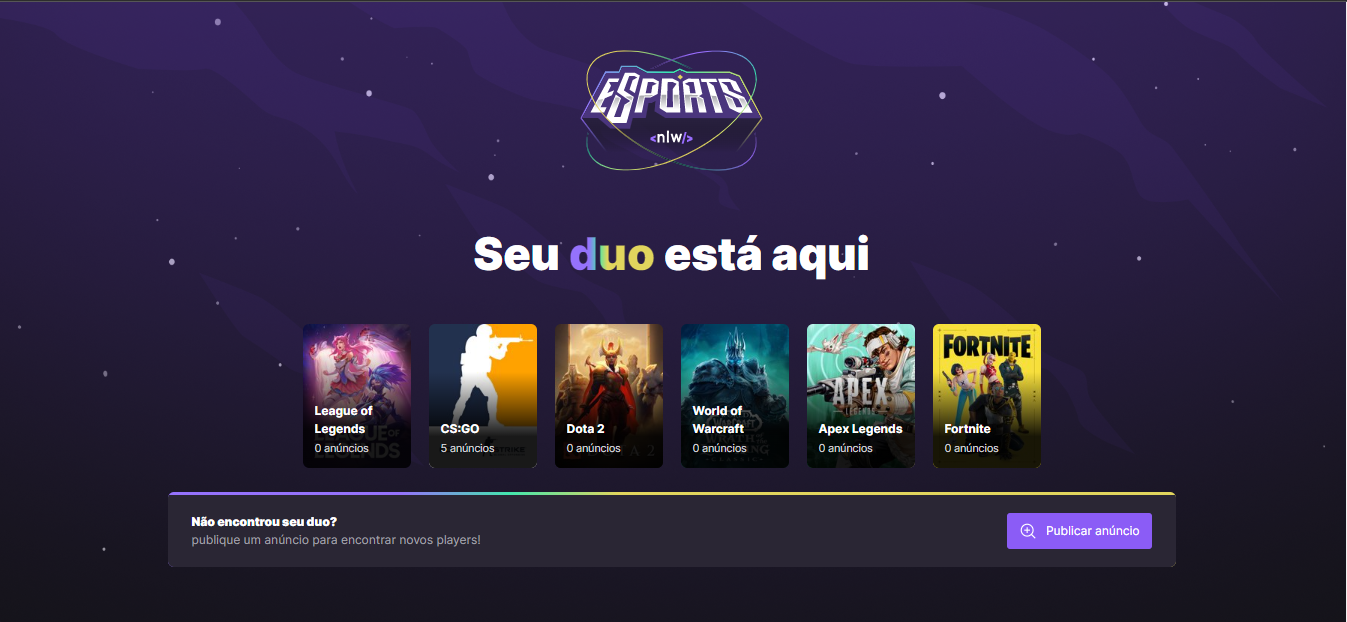 ESPORTS
<nlw/>
Seu duo está aqui
League of
Legends
0 anúncios
CS:GO
5 anúncios
Dota 2
0 anúncios
World of
Warcraft
0 anúncios
APEX
LEGENDS
Apex Legends
0 anúncios
FORTNITE
Fortnite
0 anúncios
Não encontrou seu duo?
publique um anúncio para encontrar novos players!
Publicar anúncio